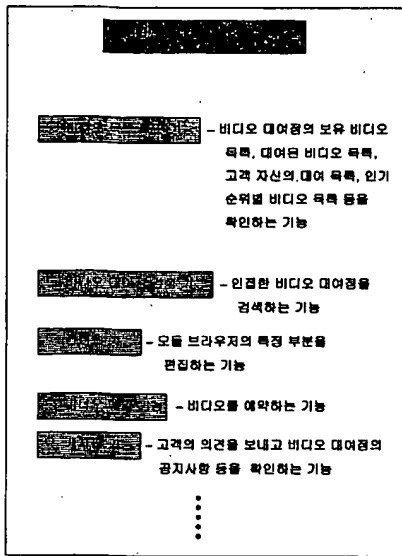 – 비디오 대여점의 보유 비디오
목록, 대여된 비디오 목록,
고객 자신의 대여 목록, 인기
순위별 비디오 목록 등을
확인하는 기능
– 인접한 비디오 대여점을
검색하는 기능
– 모듈 브라우저의 특정 부분을
편집하는 기능
– 비디오를 예약하는 기능
– 고객의 의견을 보내고 비디오 대여점의
공지사항 등을 확인하는 기능